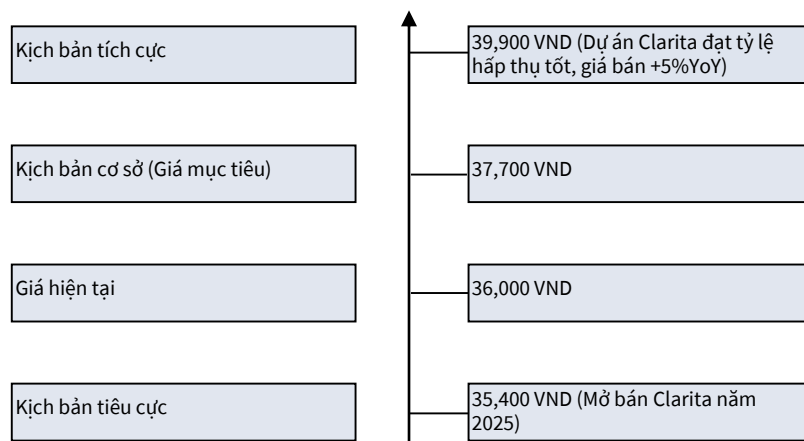 Kịch bản tích cực
39,900 VND (Dự án Clarita đạt tỷ lệ
hấp thụ tốt, giá bán +5%YoY)
Kịch bản cơ sở (Giá mục tiêu)
37,700 VND
Giá hiện tại
36,000 VND
Kịch bản tiêu cực
35,400 VND (Mở bán Clarita năm
2025)